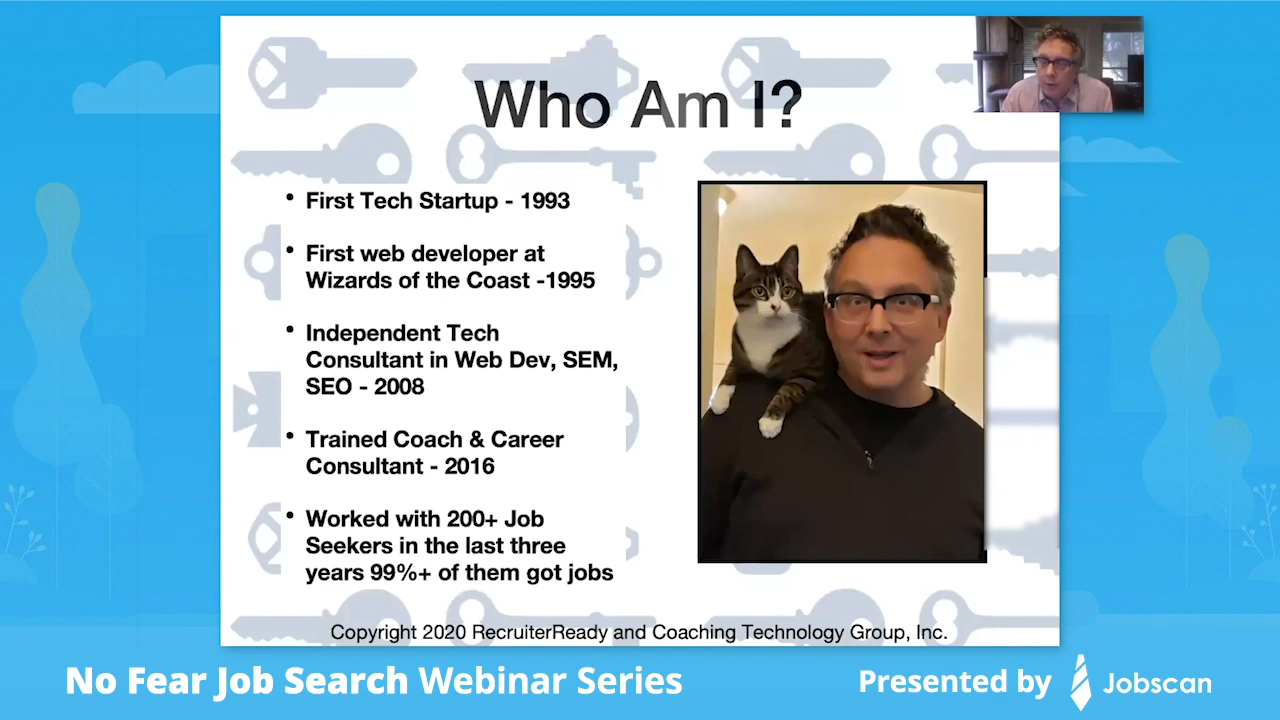 Who Am I?
• First Tech Startup - 1993
• First web developer at
Wizards of the Coast -1995
• Independent Tech
Consultant in Web Dev, SEM,
SEO - 2008
• Trained Coach & Career
Consultant - 2016
• Worked with 200+ Job
Seekers in the last three
years 99%+ of them got jobs
Copyright 2020 RecruiterReady and Coaching Technology Group, Inc.
No Fear Job Search Webinar Series
Presented by Jobscan